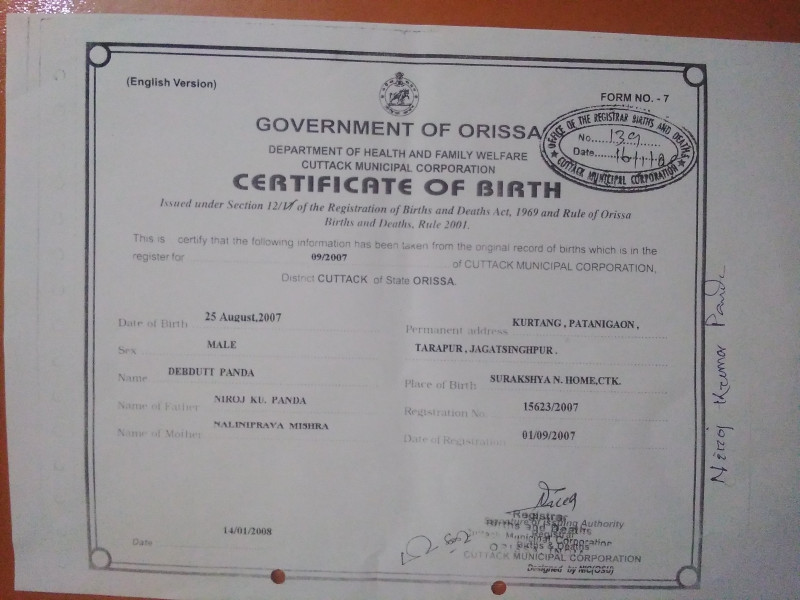 (English Version)
FORM NO. - 7
GOVERNMENT OF ORISSA
OFFICE OF THE REGISTRAR BIRTHS AND DEATHS
No. 139
Date
CUTTACK MUNICIPAL CORPORATION
DEPARTMENT OF HEALTH AND FAMILY WELFARE
CUTTACK MUNICIPAL CORPORATION
CERTIFICATE OF BIRTH
Issued under Section 12/17 of the Registration of Births and Deaths Act, 1969 and Rule of Orissa
Births and Deaths, Rule 2001.
This is certify that the following information has been taken from the original record of births which is in the
register for 09/2007 of CUTTACK MUNICIPAL CORPORATION,
District CUTTACK of State ORISSA.
Date of Birth 25 August,2007
Sex MALE
Name DEBDUTT PANDA
Name of Father NIROJ KU. PANDA
Name of Mother NALINIPRAVA MISHRA
Permanent address KURTANG , PATANIGAON ,
TARAPUR , JAGATSINGHPUR .
Place of Birth SURAKSHYA N. HOME,CTK.
Registration No. 15623/2007
Date of Registration 01/09/2007
Niroj Kumar Panda
Date 14/01/2008
Registrar
Signature of Issuing Authority
Births and Deaths
Municipal Corporation
CUTTACK MUNICIPAL CORPORATION
Designed by NIC(OSU)